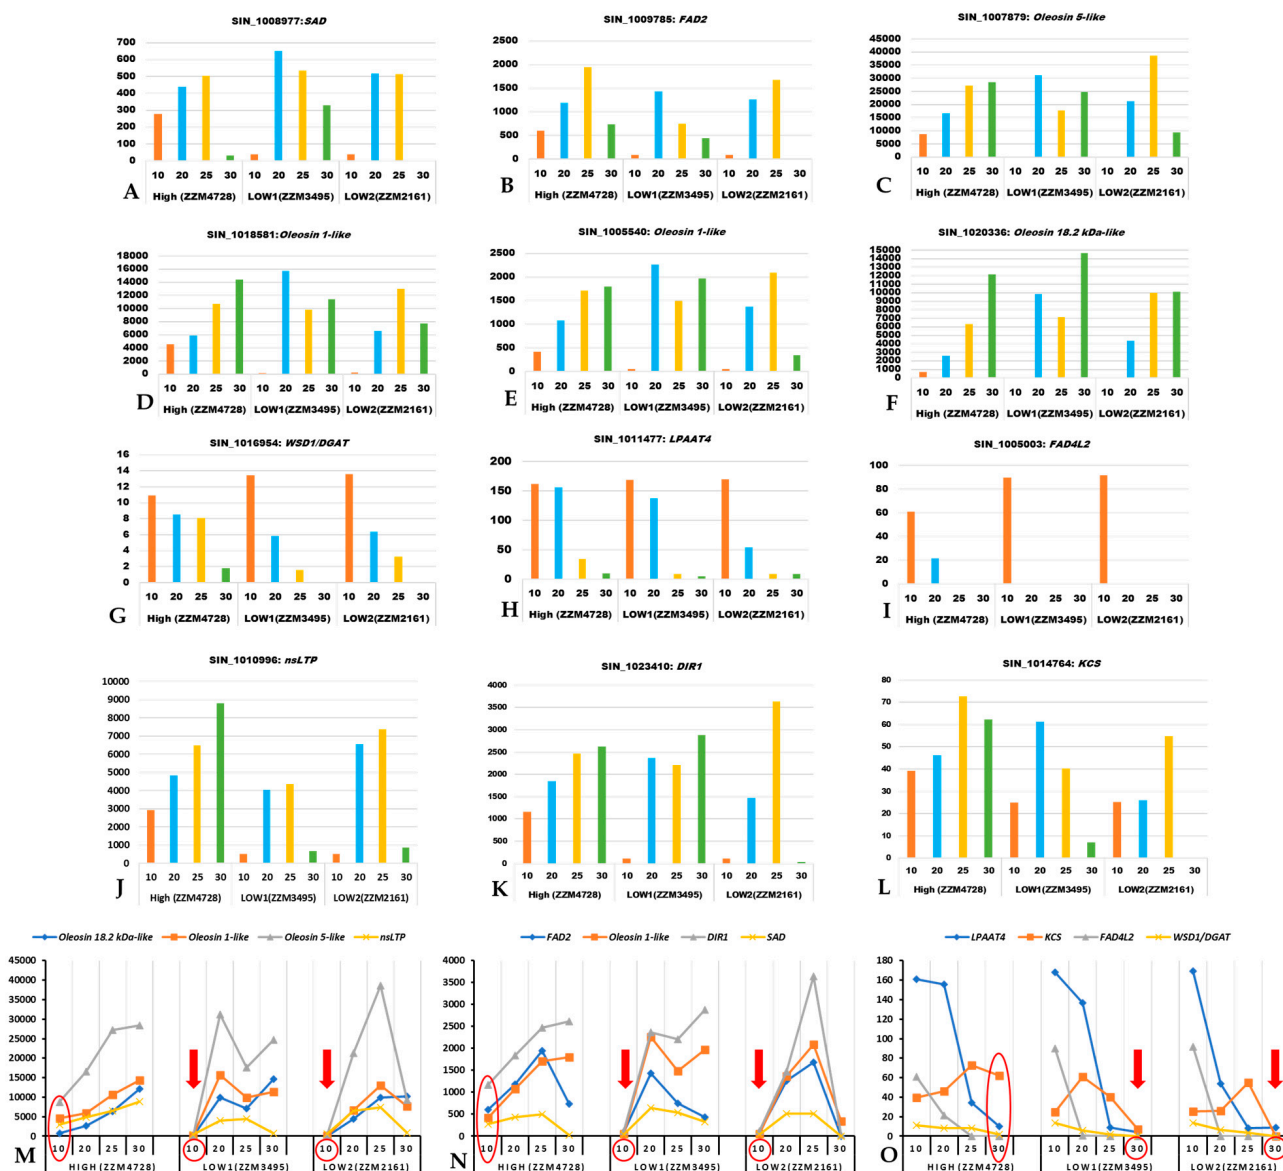 SIN_1008977:SAD
700
600
500
400
300
200
100
0
10 20 25 30 10 20 25 30 10 20 25 30
High (ZZM4728) LOW1(ZZM3495) LOW2(ZZM2161)
A
SIN_1009785: FAD2
2500
2000
1500
1000
500
0
10 20 25 30 10 20 25 30 10 20 25 30
High (ZZM4728) LOW1(ZZM3495) LOW2(ZZM2161)
B
SIN_1007879: Oleosin 5-like
45000
40000
35000
30000
25000
20000
15000
10000
5000
0
10 20 25 30 10 20 25 30 10 20 25 30
High (ZZM4728) LOW1(ZZM3495) LOW2(ZZM2161)
C
SIN_1018581:Oleosin 1-like
18000
16000
14000
12000
10000
8000
6000
4000
2000
0
10 20 25 30 10 20 25 30 10 20 25 30
High (ZZM4728) LOW1(ZZM3495) LOW2(ZZM2161)
D
SIN_1005540: Oleosin 1-like
2500
2000
1500
1000
500
0
10 20 25 30 10 20 25 30 10 20 25 30
High (ZZM4728) LOW1(ZZM3495) LOW2(ZZM2161)
E
SIN_1020336: Oleosin 18.2 kDa-like
15000
14000
13000
12000
11000
10000
9000
8000
7000
6000
5000
4000
3000
2000
1000
0
10 20 25 30 10 20 25 30 10 20 25 30
High (ZZM4728) LOW1(ZZM3495) LOW2(ZZM2161)
F
SIN_1016954: WSD1/DGAT
16
14
12
10
8
6
4
2
0
10 20 25 30 10 20 25 30 10 20 25 30
High (ZZM4728) LOW1(ZZM3495) LOW2(ZZM2161)
G
SIN_1011477: LPAAT4
200
150
100
50
0
10 20 25 30 10 20 25 30 10 20 25 30
High (ZZM4728) LOW1(ZZM3495) LOW2(ZZM2161)
H
SIN_1005003: FAD4L2
100
80
60
40
20
0
10 20 25 30 10 20 25 30 10 20 25 30
High (ZZM4728) LOW1(ZZM3495) LOW2(ZZM2161)
I
SIN_1010996: nsLTP
10000
9000
8000
7000
6000
5000
4000
3000
2000
1000
0
10 20 25 30 10 20 25 30 10 20 25 30
High (ZZM4728) LOW1(ZZM3495) LOW2(ZZM2161)
J
SIN_1023410: DIR1
4000
3500
3000
2500
2000
1500
1000
500
0
10 20 25 30 10 20 25 30 10 20 25 30
High (ZZM4728) LOW1(ZZM3495) LOW2(ZZM2161)
K
SIN_1014764: KCS
80
70
60
50
40
30
20
10
0
10 20 25 30 10 20 25 30 10 20 25 30
High (ZZM4728) LOW1(ZZM3495) LOW2(ZZM2161)
L
Oleosin 18.2 kDa-like Oleosin 1-like Oleosin 5-like nsLTP
45000
40000
35000
30000
25000
20000
15000
10000
5000
0
10 20 25 30 10 20 25 30 10 20 25 30
HIGH (ZZM4728) LOW1(ZZM3495) LOW2(ZZM2161)
M
FAD2 Oleosin 1-like DIR1 SAD
4000
3500
3000
2500
2000
1500
1000
500
0
10 20 25 30 10 20 25 30 10 20 25 30
HIGH (ZZM4728) LOW1(ZZM3495) LOW2(ZZM2161)
N
LPAAT4 KCS FAD4L2 WSD1/DGAT
180
160
140
120
100
80
60
40
20
0
10 20 25 30 10 20 25 30 10 20 25 30
HIGH (ZZM4728) LOW1(ZZM3495) LOW2(ZZM2161)
O